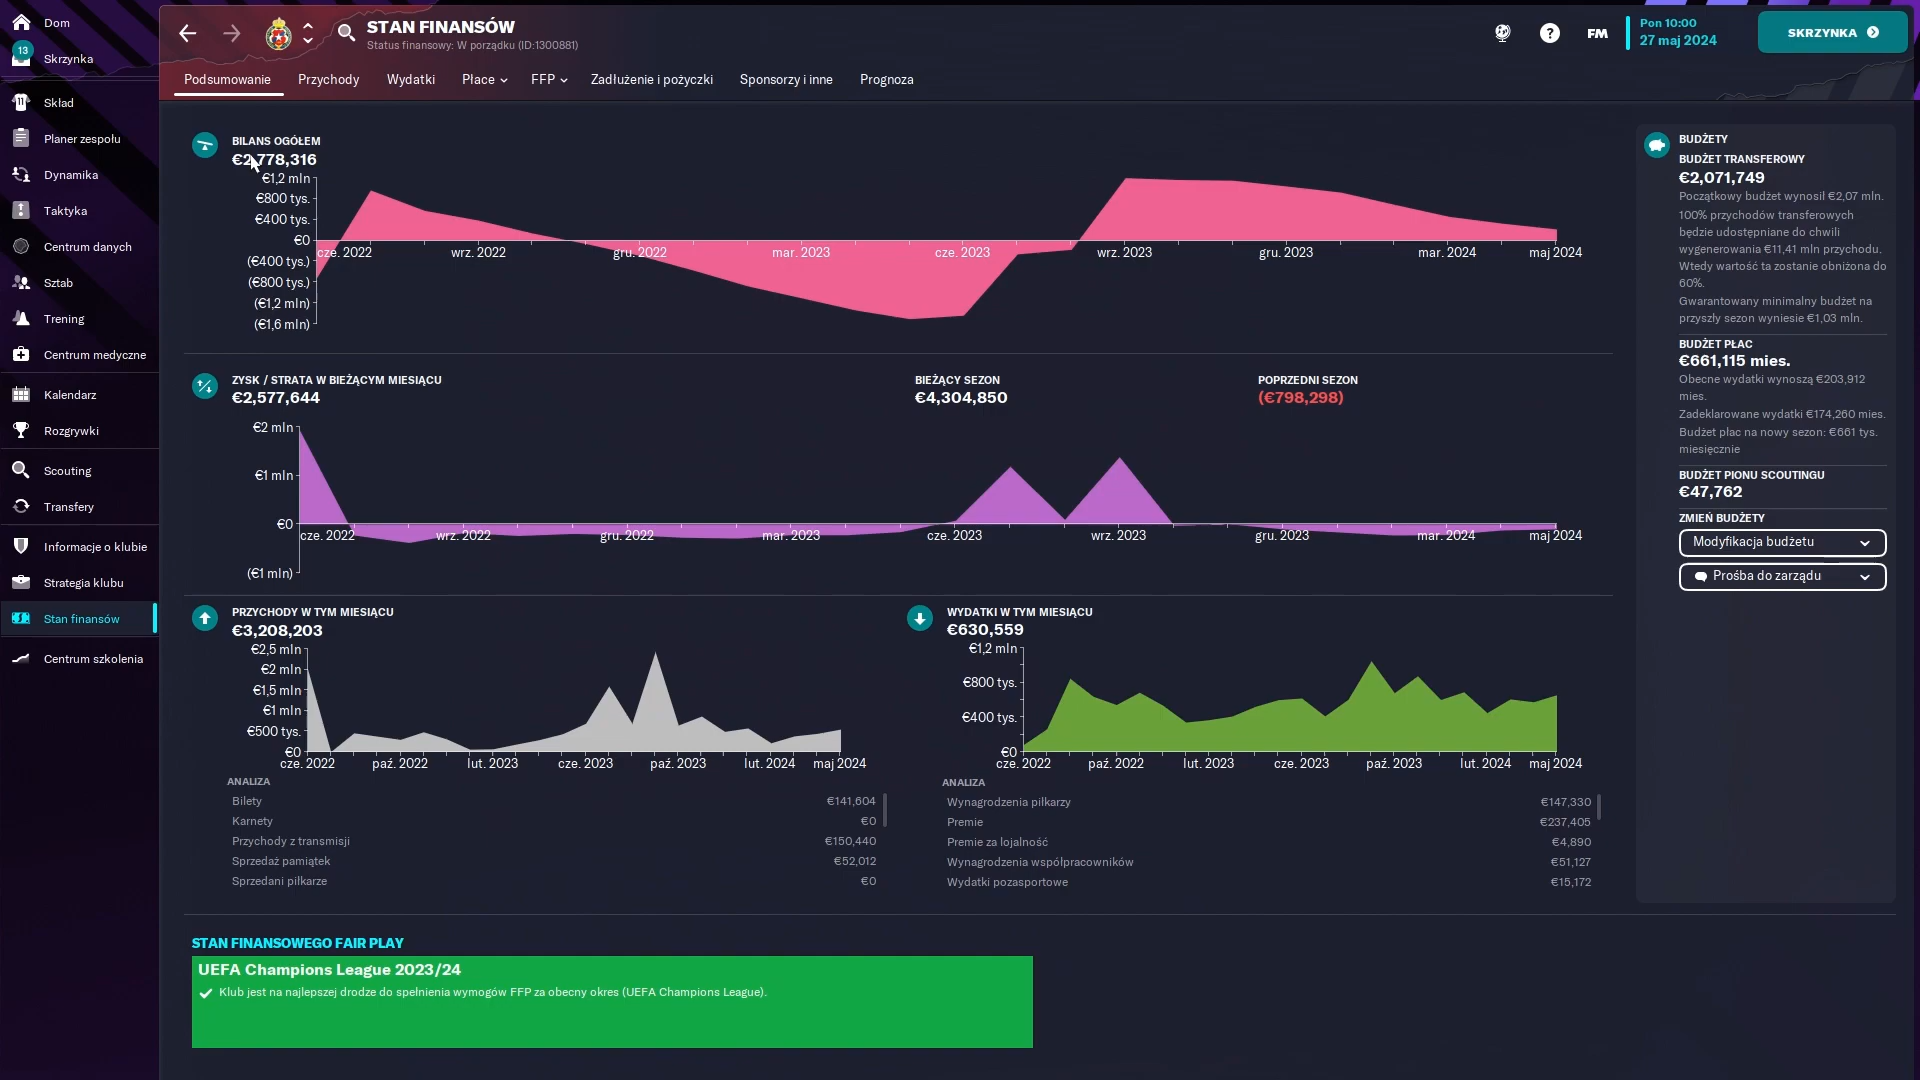 Dom
13
Skrzynka
Skład
Planer zespołu
Dynamika
Taktyka
Centrum danych
Sztab
Trening
Centrum medyczne
Kalendarz
Rozgrywki
Scouting
Transfery
Informacje o klubie
Strategia klubu
Stan finansów
Centrum szkolenia
STAN FINANSÓW
Status finansowy: W porządku (ID:1300881)
FM
Pon 10:00
27 maj 2024
SKRZYNKA
Podsumowanie
Przychody
Wydatki
Płace
FFP
Zadłużenie i pożyczki
Sponsorzy i inne
Prognoza
BILANS OGÓŁEM
€2,778,316
€1,2 mln
€800 tys.
€400 tys.
€0
(€400 tys.)
(€800 tys.)
(€1,2 mln)
(€1,6 mln)
cze. 2022
wrz. 2022
gru. 2022
mar. 2023
cze. 2023
wrz. 2023
gru. 2023
mar. 2024
maj 2024
ZYSK / STRATA W BIEŻĄCYM MIESIĄCU
€2,577,644
BIEŻĄCY SEZON
€4,304,850
POPRZEDNI SEZON
(€798,298)
€2 mln
€1 mln
€0
(€1 mln)
cze. 2022
wrz. 2022
gru. 2022
mar. 2023
cze. 2023
wrz. 2023
gru. 2023
mar. 2024
maj 2024
PRZYCHODY W TYM MIESIĄCU
€3,208,203
€2,5 mln
€2 mln
€1,5 mln
€1 mln
€500 tys.
€0
cze. 2022
paź. 2022
lut. 2023
cze. 2023
paź. 2023
lut. 2024
maj 2024
ANALIZA
Bilety €141,604
Karnety €0
Przychody z transmisji €150,440
Sprzedaż pamiątek €52,012
Sprzedani piłkarze €0
WYDATKI W TYM MIESIĄCU
€630,559
€1,2 mln
€800 tys.
€400 tys.
€0
cze. 2022
paź. 2022
lut. 2023
cze. 2023
paź. 2023
lut. 2024
maj 2024
ANALIZA
Wynagrodzenia piłkarzy €147,330
Premie €237,405
Premie za lojalność €4,890
Wynagrodzenia współpracowników €51,127
Wydatki pozasportowe €15,172
BUDŻETY
BUDŻET TRANSFEROWY
€2,071,749
Początkowy budżet wynosił €2,07 mln.
100% przychodów transferowych
będzie udostępniane do chwili
wygenerowania €11,41 mln przychodu.
Wtedy wartość ta zostanie obniżona do
60%.
Gwarantowany minimalny budżet na
przyszły sezon wyniesie €1,03 mln.
BUDŻET PŁAC
€661,115 mies.
Obecne wydatki wynoszą €203,912
mies.
Zadeklarowane wydatki €174,260 mies.
Budżet płac na nowy sezon: €661 tys.
miesięcznie
BUDŻET PIONU SCOUTINGU
€47,762
ZMIEŃ BUDŻETY
Modyfikacja budżetu
Prośba do zarządu
STAN FINANSOWEGO FAIR PLAY
UEFA Champions League 2023/24
Klub jest na najlepszej drodze do spełnienia wymogów FFP za obecny okres (UEFA Champions League).